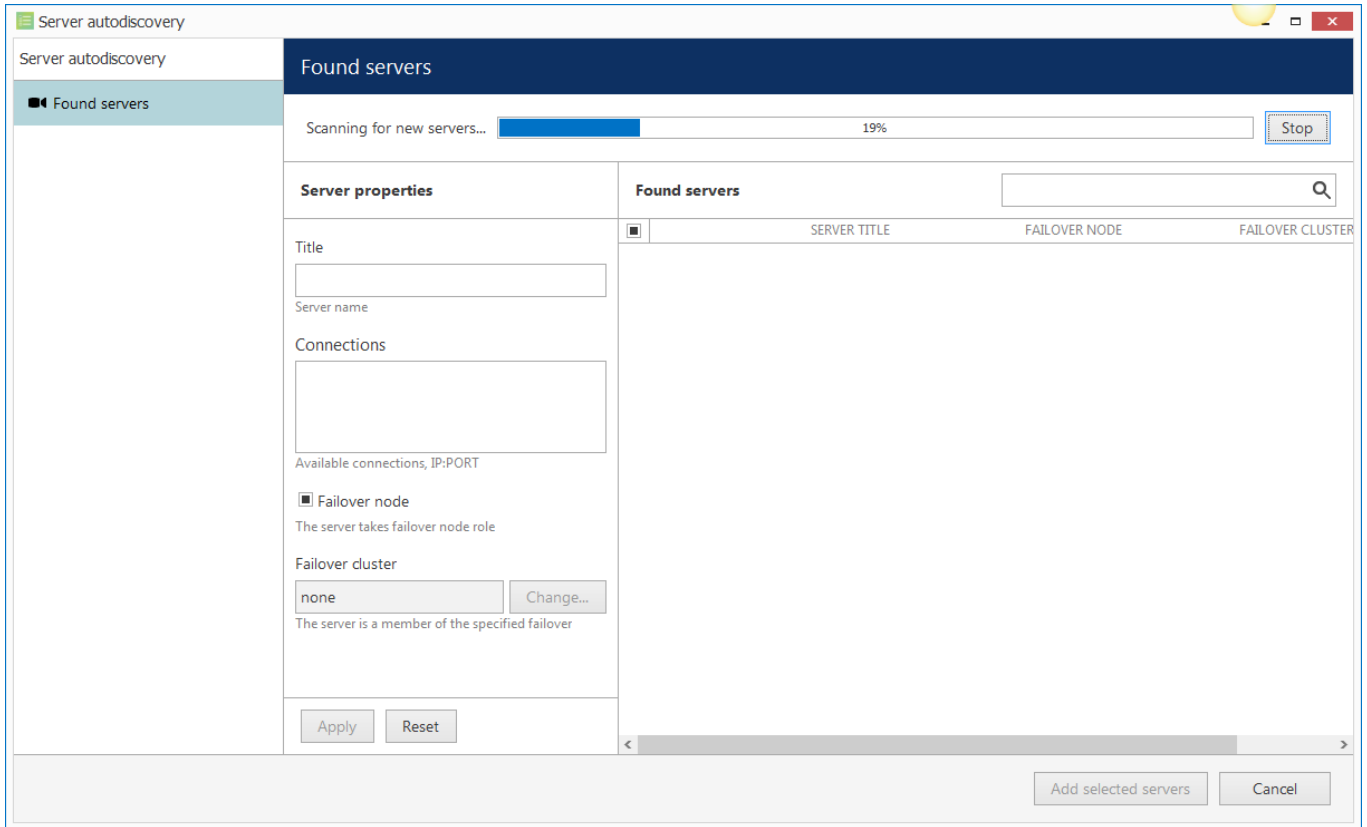 Server autodiscovery
Server autodiscovery
Found servers
Found servers
Scanning for new servers...
19%
Stop
Server properties
Found servers
SERVER TITLE
FAILOVER NODE
FAILOVER CLUSTER
Title
Server name
Connections
Available connections, IP:PORT
Failover node
The server takes failover node role
Failover cluster
none
Change...
The server is a member of the specified failover
Apply
Reset
Add selected servers
Cancel